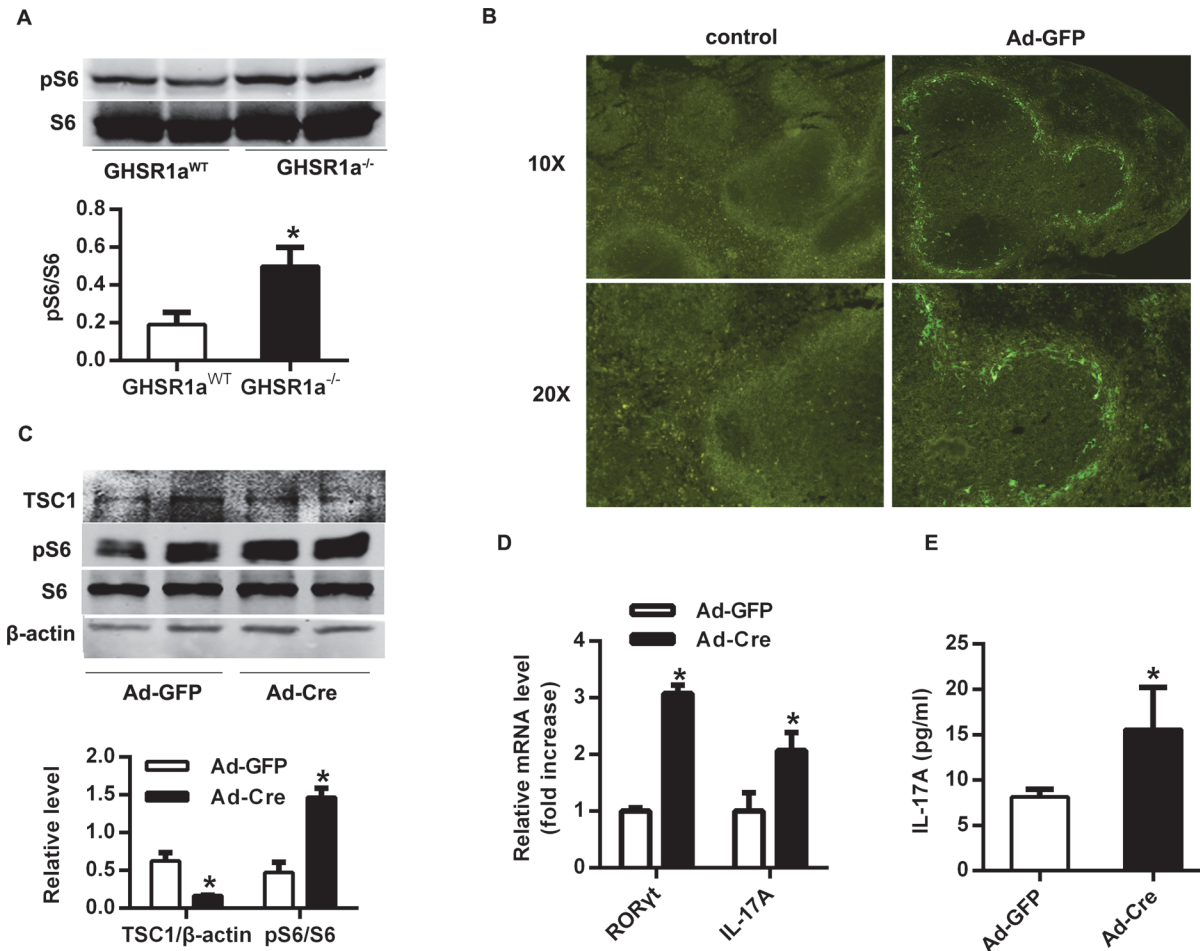 A
pS6
S6
GHSR1aWT GHSR1a-/-
pS6/S6
0.8
0.6
0.4
0.2
0.0
*
GHSR1aWT GHSR1a-/-
B
control Ad-GFP
10X
20X
C
TSC1
pS6
S6
β-actin
Ad-GFP Ad-Cre
Relative level
2.0
1.5
1.0
0.5
0.0
Ad-GFP
Ad-Cre
*
*
TSC1/β-actin pS6/S6
D
Ad-GFP
Ad-Cre
Relative mRNA level
(fold increase)
4
3
2
1
0
*
*
RORγt IL-17A
E
IL-17A (pg/ml)
25
20
15
10
5
0
*
Ad-GFP Ad-Cre